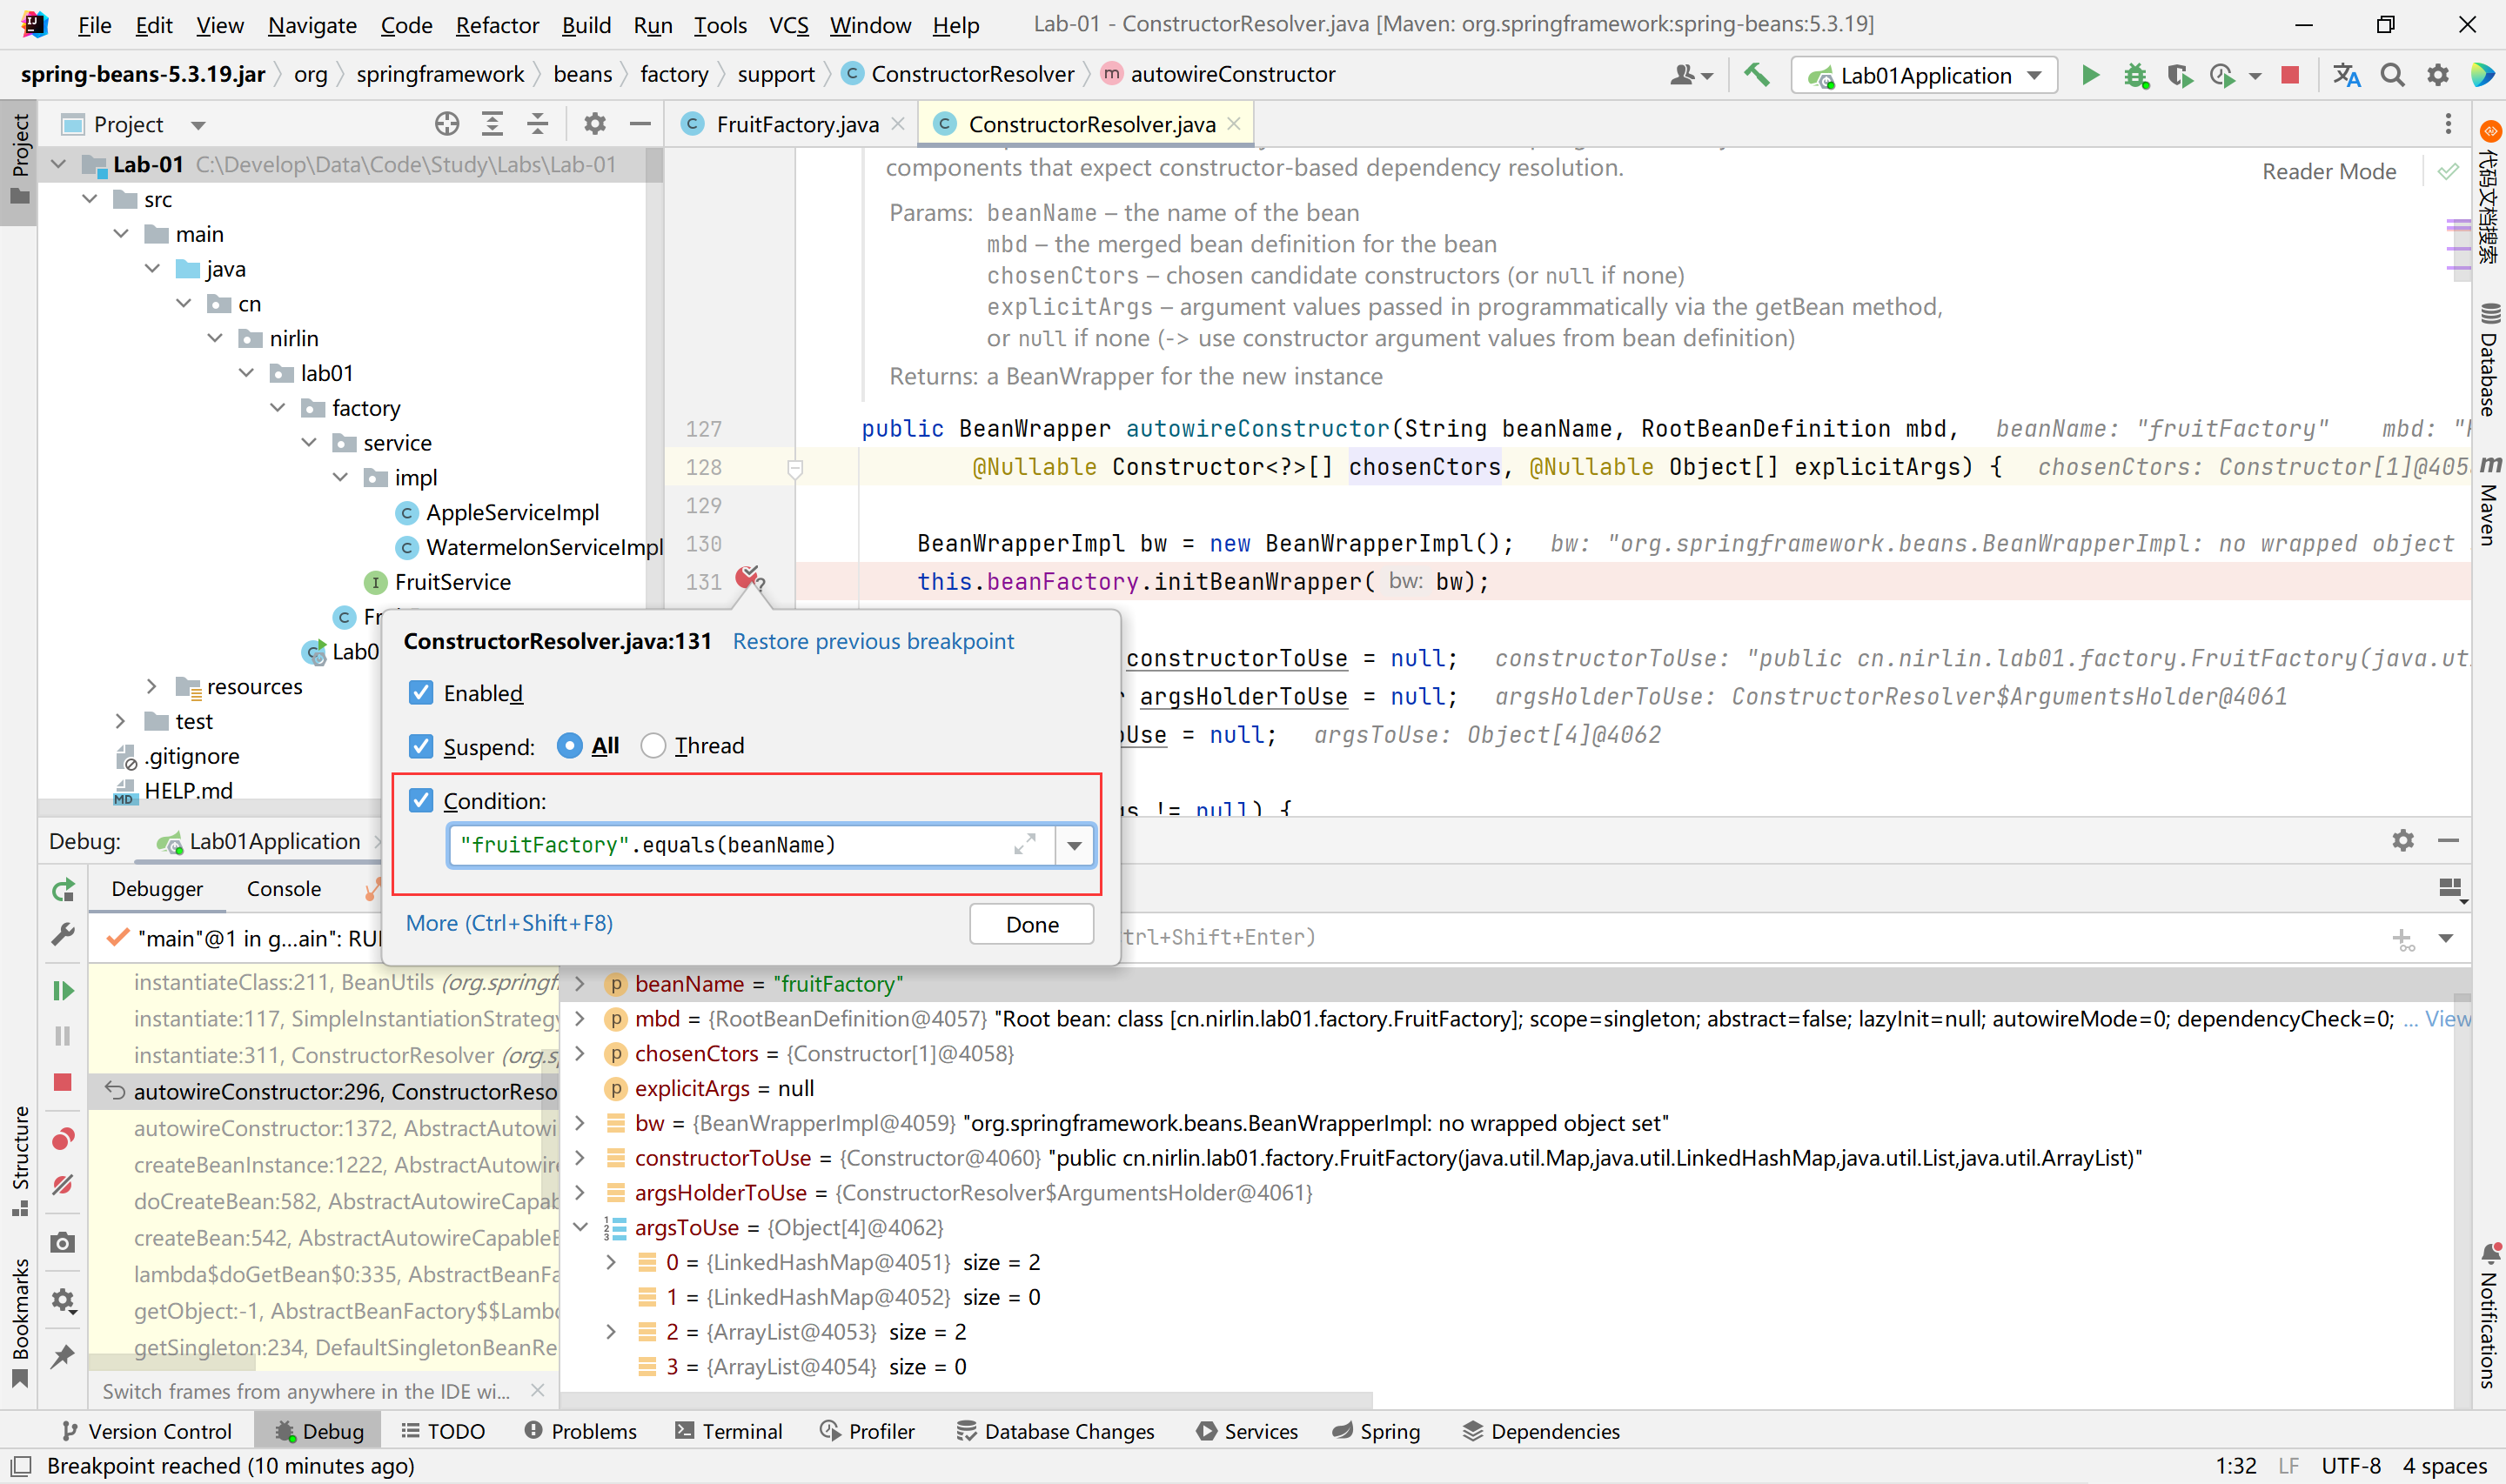 File Edit View Navigate Code Refactor Build Run Tools VCS Window Help Lab-01 - ConstructorResolver.java [Maven: org.springframework:spring-beans:5.3.19]
spring-beans-5.3.19.jar org springframework beans factory support ConstructorResolver autowireConstructor Lab01Application
Project
Project
FruitFactory.java
ConstructorResolver.java
Lab-01 C:\Develop\Data\Code\Study\Labs\Lab-01
src
main
java
cn
nirlin
lab01
factory
service
impl
AppleServiceImpl
WatermelonServiceImpl
FruitService
Lab0
resources
test
.gitignore
HELP.md
components that expect constructor-based dependency resolution.
Reader Mode
Params: beanName – the name of the bean
mbd – the merged bean definition for the bean
chosenCtors – chosen candidate constructors (or null if none)
explicitArgs – argument values passed in programmatically via the getBean method,
or null if none (-> use constructor argument values from bean definition)
Returns: a BeanWrapper for the new instance
127 public BeanWrapper autowireConstructor(String beanName, RootBeanDefinition mbd, beanName: "fruitFactory" mbd: "
128 @Nullable Constructor<?>[] chosenCtors, @Nullable Object[] explicitArgs) { chosenCtors: Constructor[1]@405
129
130 BeanWrapperImpl bw = new BeanWrapperImpl(); bw: "org.springframework.beans.BeanWrapperImpl: no wrapped object
131 this.beanFactory.initBeanWrapper( bw: bw);
constructorToUse = null; constructorToUse: "public cn.nirlin.lab01.factory.FruitFactory(java.ut
argsHolderToUse = null; argsHolderToUse: ConstructorResolver$ArgumentsHolder@4061
Use = null; argsToUse: Object[4]@4062
!= null) {
ConstructorResolver.java:131 Restore previous breakpoint
Enabled
Suspend: All Thread
Condition:
"fruitFactory".equals(beanName)
More (Ctrl+Shift+F8) Done
代码文档搜索
Database
m Maven
Notifications
Structure
Bookmarks
Debug: Lab01Application
Debugger Console
"main"@1 in g...ain": RU
trl+Shift+Enter)
instantiateClass:211, BeanUtils (org.springf
instantiate:117, SimpleInstantiationStrategy
instantiate:311, ConstructorResolver (org.s
autowireConstructor:296, ConstructorReso
autowireConstructor:1372, AbstractAutowi
createBeanInstance:1222, AbstractAutowir
doCreateBean:582, AbstractAutowireCapab
createBean:542, AbstractAutowireCapableB
lambda$doGetBean$0:335, AbstractBeanFa
getObject:-1, AbstractBeanFactory$$Lambd
getSingleton:234, DefaultSingletonBeanRe
Switch frames from anywhere in the IDE wi...
beanName = "fruitFactory"
mbd = {RootBeanDefinition@4057} "Root bean: class [cn.nirlin.lab01.factory.FruitFactory]; scope=singleton; abstract=false; lazyInit=null; autowireMode=0; dependencyCheck=0; ... View
chosenCtors = {Constructor[1]@4058}
explicitArgs = null
bw = {BeanWrapperImpl@4059} "org.springframework.beans.BeanWrapperImpl: no wrapped object set"
constructorToUse = {Constructor@4060} "public cn.nirlin.lab01.factory.FruitFactory(java.util.Map,java.util.LinkedHashMap,java.util.List,java.util.ArrayList)"
argsHolderToUse = {ConstructorResolver$ArgumentsHolder@4061}
argsToUse = {Object[4]@4062}
0 = {LinkedHashMap@4051} size = 2
1 = {LinkedHashMap@4052} size = 0
2 = {ArrayList@4053} size = 2
3 = {ArrayList@4054} size = 0
Version Control Debug TODO Problems Terminal Profiler Database Changes Services Spring Dependencies
Breakpoint reached (10 minutes ago) 1:32 LF UTF-8 4 spaces